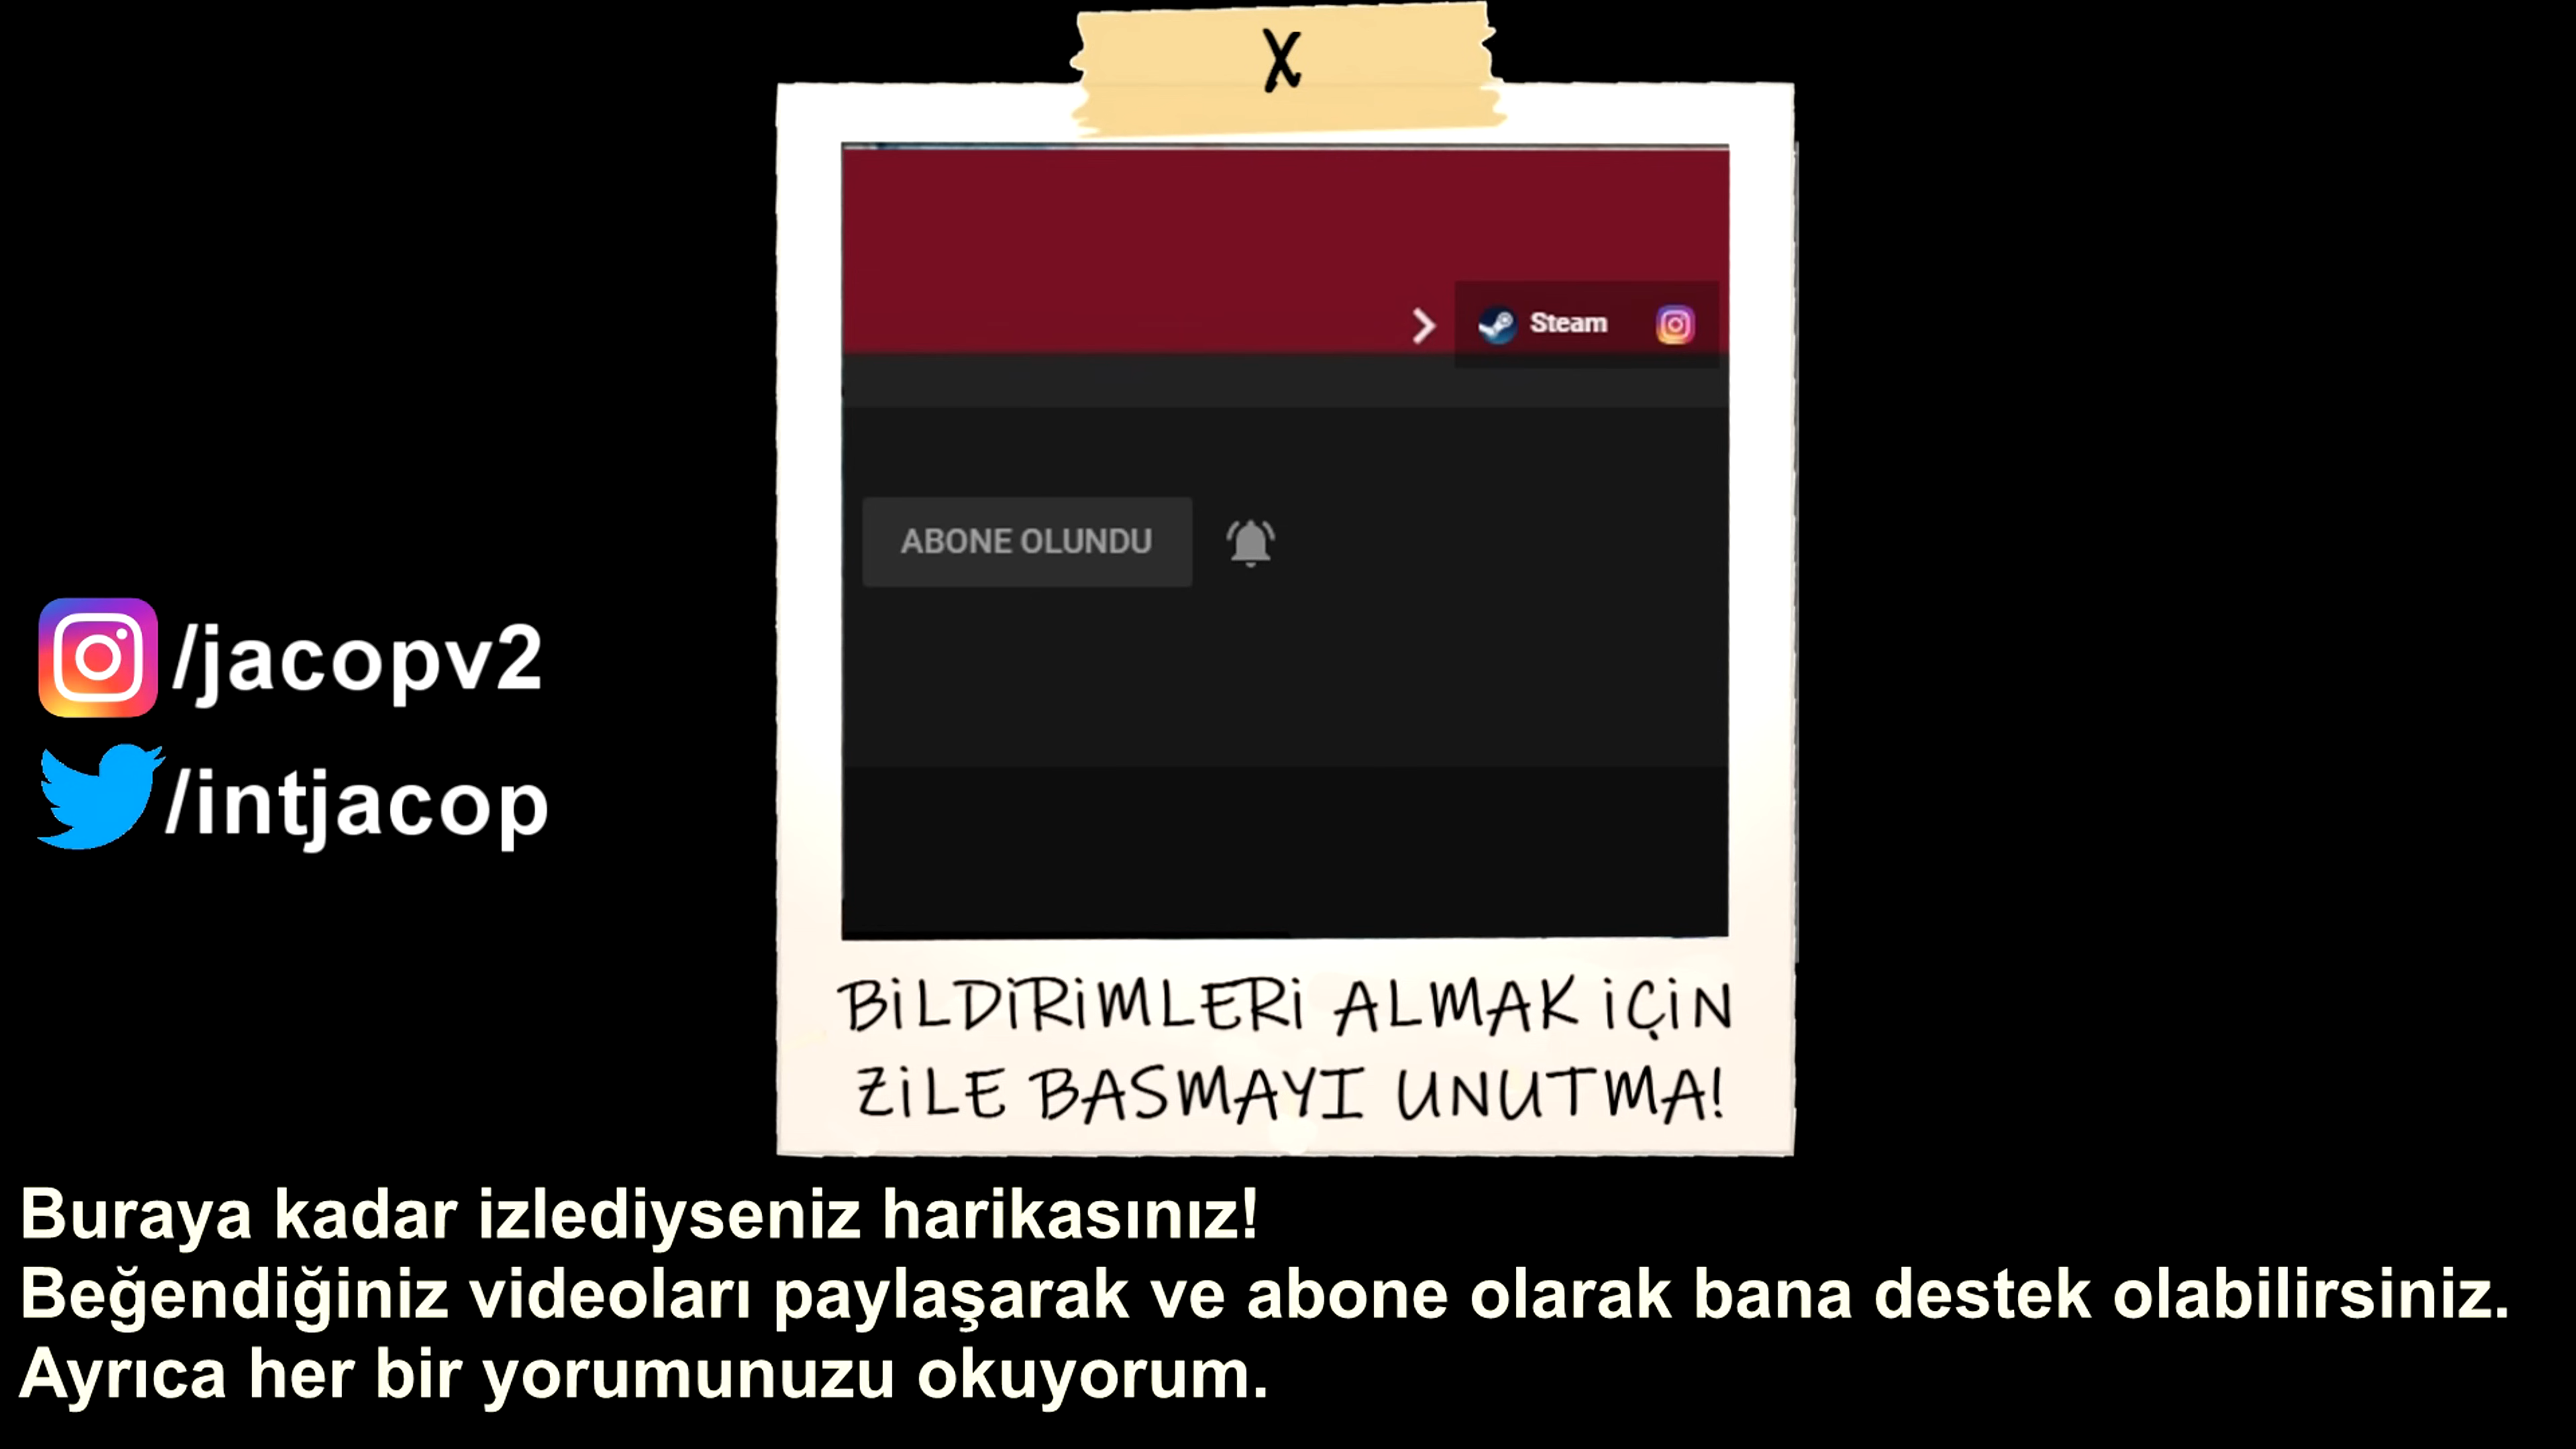 X
Steam
ABONE OLUNDU
/jacopv2
/intjacop
BİLDİRİMLERİ ALMAK İÇİN
ZİLE BASMAYI UNUTMA!
Buraya kadar izlediyseniz harikasınız!
Beğendiğiniz videoları paylaşarak ve abone olarak bana destek olabilirsiniz.
Ayrıca her bir yorumunuzu okuyorum.